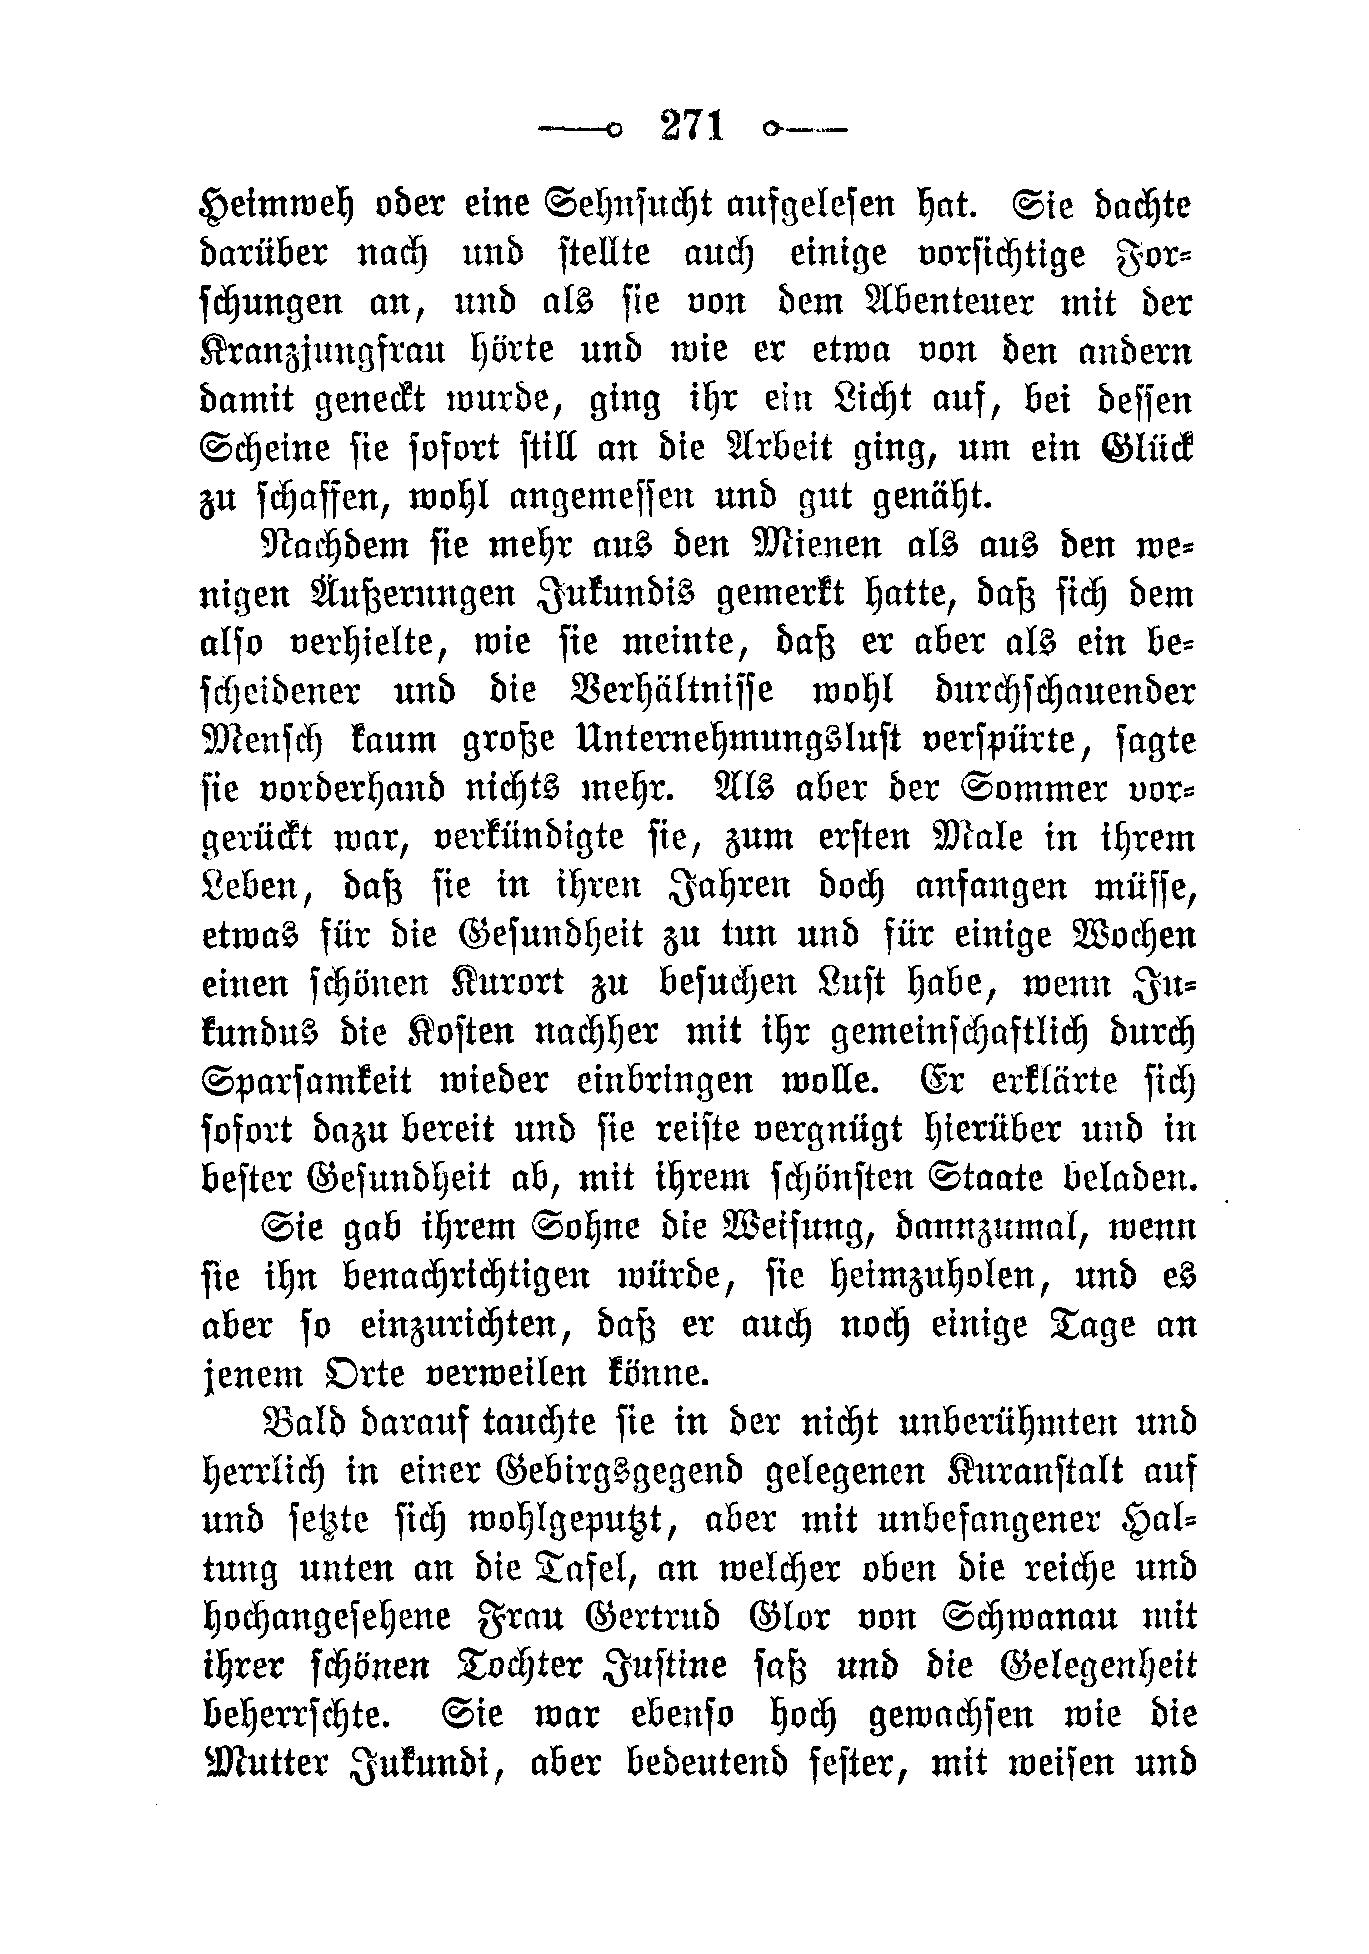 271
Heimweh oder eine Sehnsucht aufgelesen hat. Sie dachte
darüber nach und stellte auch einige vorsichtige For-
schungen an, und als sie von dem Abenteuer mit der
Kranzjungfrau hörte und wie er etwa von den andern
damit geneckt wurde, ging ihr ein Licht auf, bei dessen
Scheine sie sofort still an die Arbeit ging, um ein Glück
zu schaffen, wohl angemessen und gut genäht.
Nachdem sie mehr aus den Mienen als aus den we-
nigen Äußerungen Jukundis gemerkt hatte, daß sich dem
also verhielte, wie sie meinte, daß er aber als ein be-
scheidener und die Verhältnisse wohl durchschauender
Mensch kaum große Unternehmungslust verspürte, sagte
sie vorderhand nichts mehr. Als aber der Sommer vor-
gerückt war, verkündigte sie, zum ersten Male in ihrem
Leben, daß sie in ihren Jahren doch anfangen müsse,
etwas für die Gesundheit zu tun und für einige Wochen
einen schönen Kurort zu besuchen Lust habe, wenn Ju-
kundus die Kosten nachher mit ihr gemeinschaftlich durch
Sparsamkeit wieder einbringen wolle. Er erklärte sich
sofort dazu bereit und sie reiste vergnügt hierüber und in
bester Gesundheit ab, mit ihrem schönsten Staate beladen.
Sie gab ihrem Sohne die Weisung, dannzumal, wenn
sie ihn benachrichtigen würde, sie heimzuholen, und es
aber so einzurichten, daß er auch noch einige Tage an
jenem Orte verweilen könne.
Bald darauf tauchte sie in der nicht unberühmten und
herrlich in einer Gebirgsgegend gelegenen Kuranstalt auf
und setzte sich wohlgeputzt, aber mit unbefangener Hal-
tung unten an die Tafel, an welcher oben die reiche und
hochangesehene Frau Gertrud Glor von Schwanau mit
ihrer schönen Tochter Justine saß und die Gelegenheit
beherrschte. Sie war ebenso hoch gewachsen wie die
Mutter Jukundi, aber bedeutend fester, mit weisen und